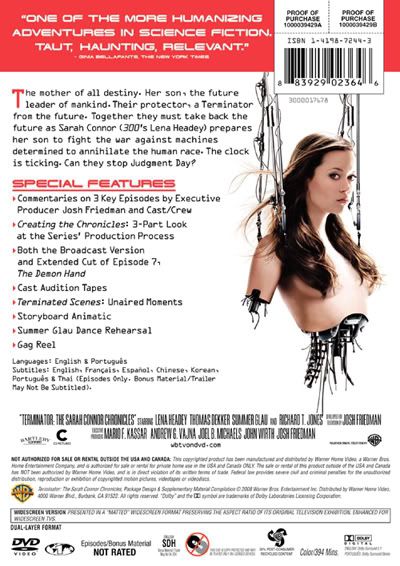 "ONE OF THE MORE HUMANIZING
ADVENTURES IN SCIENCE FICTION.
TAUT, HAUNTING, RELEVANT."
- GINIA BELLAFANTE, THE NEW YORK TIMES
PROOF OF PURCHASE
1000039429A
PROOF OF PURCHASE
1000039429B
ISBN 1-4198-7244-3
8 83929 02364 6
3000017678
The mother of all destiny. Her son, the future
leader of mankind. Their protector, a Terminator
from the future. Together they must take back the
future as Sarah Connor (300's Lena Headey) prepares
her son to fight the war against machines
determined to annihilate the human race. The clock
is ticking. Can they stop Judgment Day?
SPECIAL FEATURES
Commentaries on 3 Key Episodes by Executive
Producer Josh Friedman and Cast/Crew
Creating the Chronicles: 3-Part Look
at the Series' Production Process
Both the Broadcast Version
and Extended Cut of Episode 7,
The Demon Hand
Cast Audition Tapes
Terminated Scenes: Unaired Moments
Storyboard Animatic
Summer Glau Dance Rehearsal
Gag Reel
Languages: English & Português
Subtitles: English, Français, Español, Chinese, Korean,
Português & Thai (Episodes Only. Bonus Material/Trailer
May Not Be Subtitled).
"TERMINATOR: THE SARAH CONNOR CHRONICLES" STARRING LENA HEADEY THOMAS DEKKER SUMMER GLAU AND RICHARD T. JONES DEVELOPED FOR TELEVISION BY JOSH FRIEDMAN
BARTLEBY
C2 PICTURES
EXECUTIVE PRODUCERS MARIO F. KASSAR ANDREW G. VAJNA JOEL B. MICHAELS JOHN WIRTH JOSH FRIEDMAN
wbtvondvd.com
NOT AUTHORIZED FOR SALE OR RENTAL OUTSIDE THE USA AND CANADA. This copyrighted product has been manufactured and distributed by Warner Bros.
Home Entertainment Company, and is authorized for sale or rental for private home use in the USA and Canada ONLY. The sale or rental of this product outside of the USA and Canada
has NOT been authorized by Warner Home Video, and is in direct violation of its written terms of trade. Federal law provides severe civil and criminal penalties for the unauthorized
reproduction, distribution or exhibition of copyrighted motion pictures, videotapes or videodiscs.
Terminator: The Sarah Connor Chronicles, Package Design & Supplementary Material Compilation © 2008 Warner Bros. Entertainment Inc. Distributed by Warner Home Video,
4000 Warner Blvd., Burbank, CA 91522. All rights reserved. "Dolby" and the DD symbol are trademarks of Dolby Laboratories Licensing Corporation.
WIDESCREEN VERSION PRESENTED IN A "MATTED" WIDESCREEN FORMAT PRESERVING THE ASPECT RATIO OF ITS ORIGINAL TELEVISION EXHIBITION. ENHANCED FOR
WIDESCREEN TVS.
DUAL-LAYER FORMAT
DVD VIDEO
Episodes/Bonus Material
NOT RATED
ENGLISH
SDH
POST-CONSUMER
RECYCLED CONTENT
Color/394 Mins.
DOLBY
DIGITAL